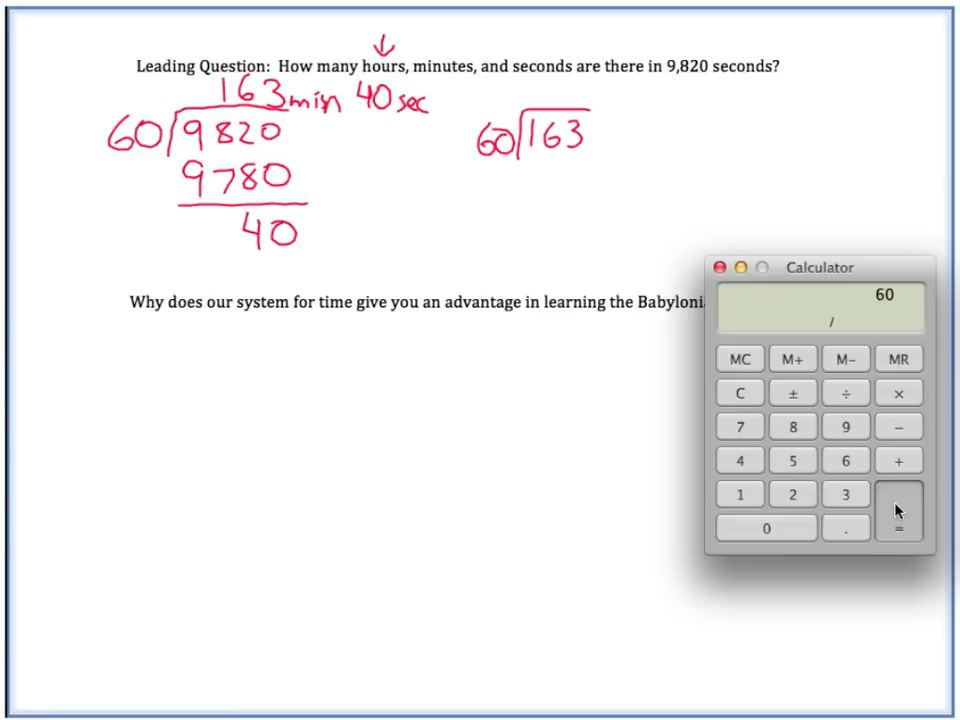 Leading Question: How many hours, minutes, and seconds are there in 9,820 seconds?
163 min 40 sec
60 9820
9780
40
60 163
Why does our system for time give you an advantage in learning the
Calculator
60
/
MC M+ M− MR
C ± ÷ ×
7 8 9 −
4 5 6 +
1 2 3
0 . =